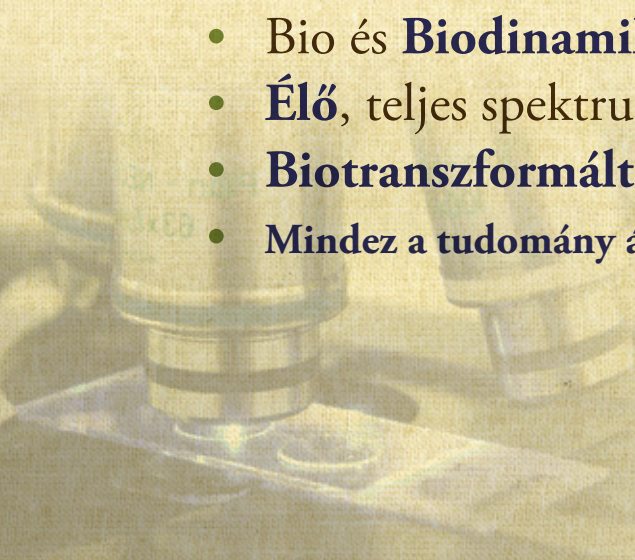 • Bio és Biodinami
• Élő, teljes spektru
• Biotranszformált
• Mindez a tudomány á